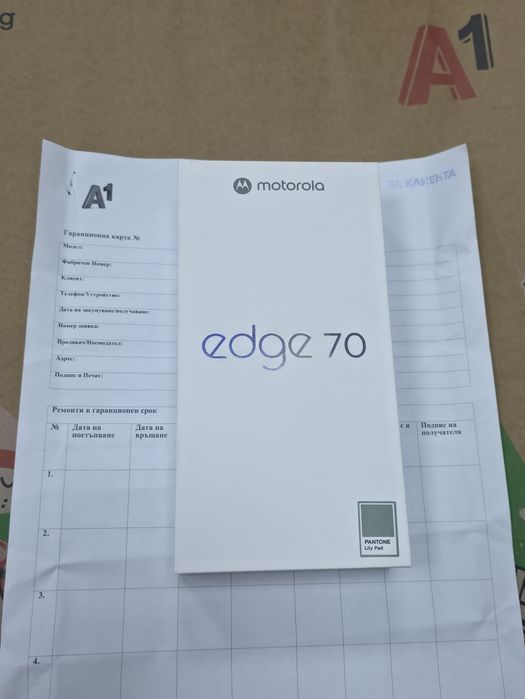 g
A1
A1
ЗА КЛИЕНТА
motorola
Гаранционна карта №
Модел:
Фабричен Номер:
Клиент:
Телефон/Устройство:
Дата на закупуване/получаване:
Номер заявка:
Продавач/Наемодател:
Адрес:
Подпис и Печат:
edge 70
Ремонти в гаранционен срок
№ Дата на постъпване Дата на връщане Подпис на получателя
1.
2.
3.
4.
PANTONE
Lily Pad